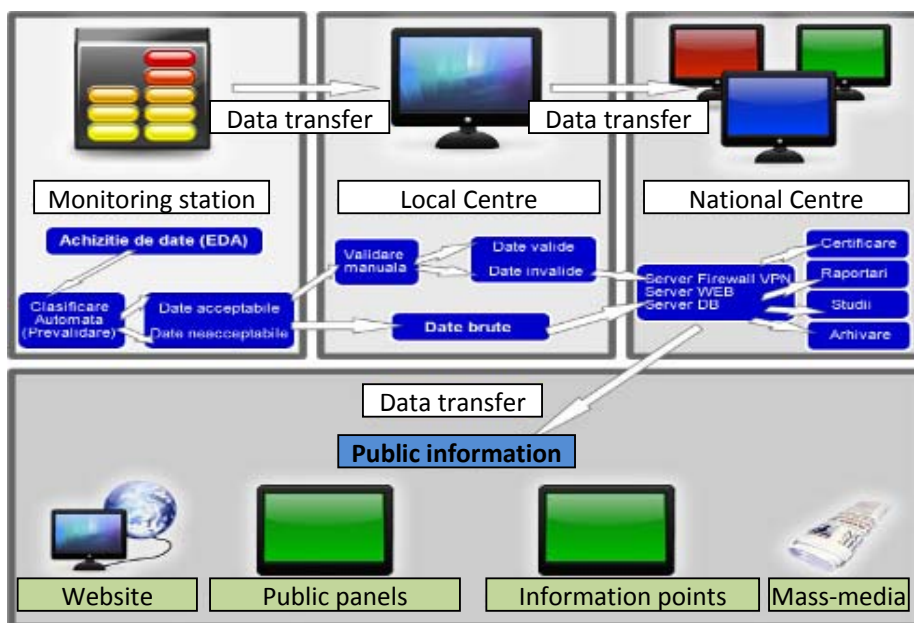 Data transfer
Data transfer
Monitoring station
Local Centre
National Centre
Achizitie de date (EDA)
Clasificare
Automata
(Prevalidare)
Date acceptabile
Date neacceptabile
Validare
manuala
Date valide
Date invalide
Date brute
Server Firewall VPN
Server WEB
Server DB
Certificare
Raportari
Studii
Arhivare
Data transfer
Public information
Website
Public panels
Information points
Mass-media